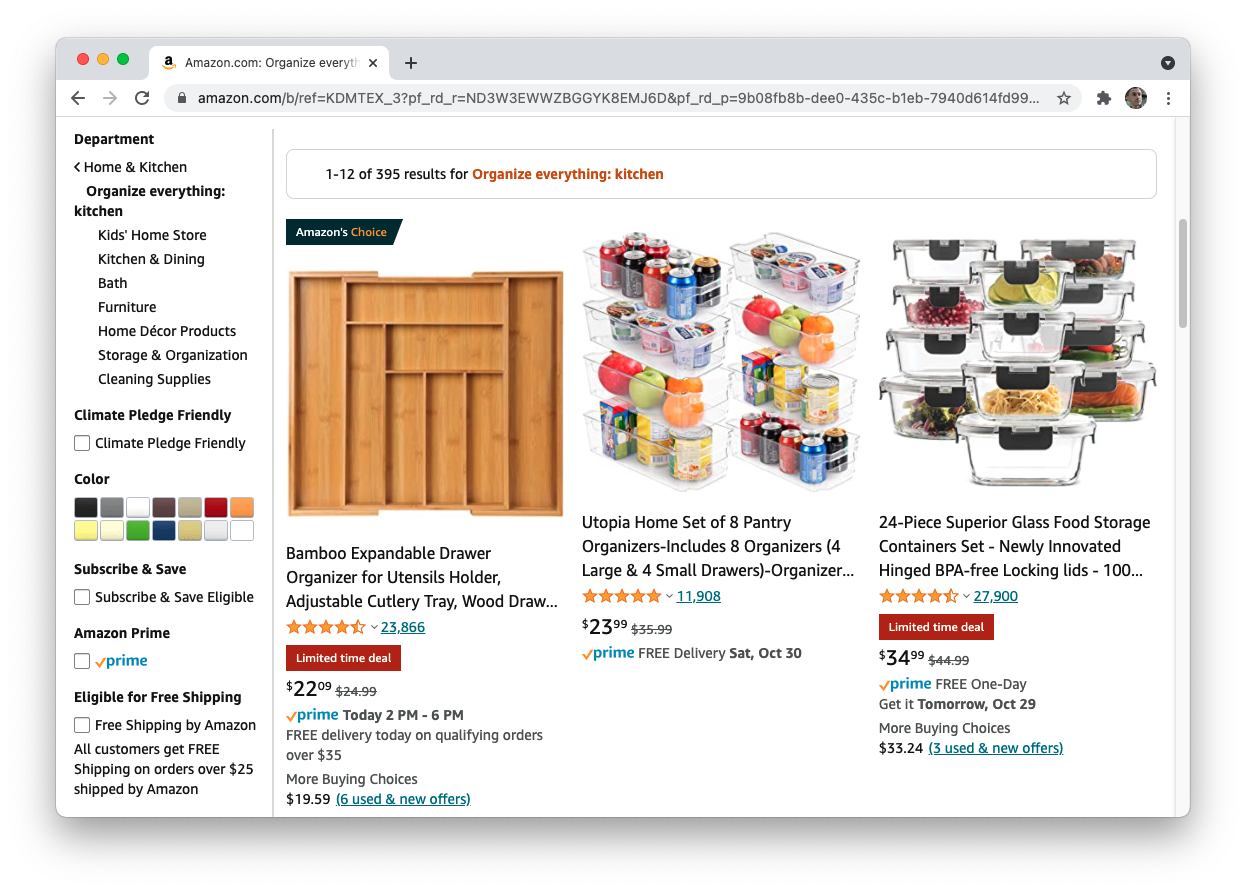 Amazon.com: Organize everyth
amazon.com/b/ref=KDMTEX_3?pf_rd_r=ND3W3EWWZBGGYK8EMJ6D&pf_rd_p=9b08fb8b-dee0-435c-b1eb-7940d614fd99...
Department
Home & Kitchen
Organize everything:
kitchen
Kids' Home Store
Kitchen & Dining
Bath
Furniture
Home Décor Products
Storage & Organization
Cleaning Supplies
Climate Pledge Friendly
Climate Pledge Friendly
Color
Subscribe & Save
Subscribe & Save Eligible
Amazon Prime
prime
Eligible for Free Shipping
Free Shipping by Amazon
All customers get FREE
Shipping on orders over $25
shipped by Amazon
1-12 of 395 results for Organize everything: kitchen
Amazon's Choice
Bamboo Expandable Drawer
Organizer for Utensils Holder,
Adjustable Cutlery Tray, Wood Draw...
23,866
Limited time deal
$22.09 $24.99
prime Today 2 PM - 6 PM
FREE delivery today on qualifying orders
over $35
More Buying Choices
$19.59 (6 used & new offers)
Utopia Home Set of 8 Pantry
Organizers-Includes 8 Organizers (4
Large & 4 Small Drawers)-Organizer...
11,908
$23.99 $35.99
prime FREE Delivery Sat, Oct 30
24-Piece Superior Glass Food Storage
Containers Set - Newly Innovated
Hinged BPA-free Locking lids - 100...
27,900
Limited time deal
$34.99 $44.99
prime FREE One-Day
Get it Tomorrow, Oct 29
More Buying Choices
$33.24 (3 used & new offers)